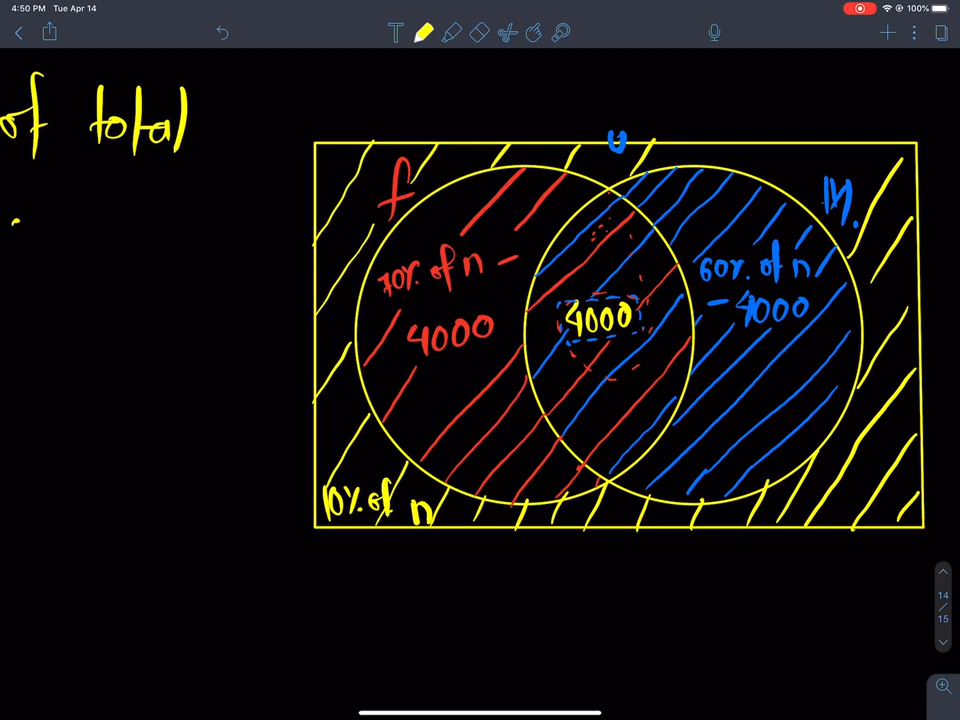 4:50 PM Tue Apr 14
100%
T
of total
U
f
M.
70% of n -
4000
4000
60% of n
- 4000
10% of n
14
/
15